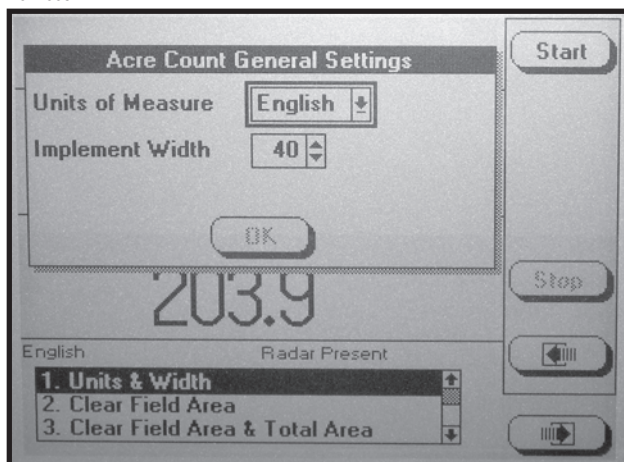 Acre Count General Settings
Units of Measure English
Implement Width 40
OK
203.9
English Radar Present
1. Units & Width
2. Clear Field Area
3. Clear Field Area & Total Area
Start
Stop